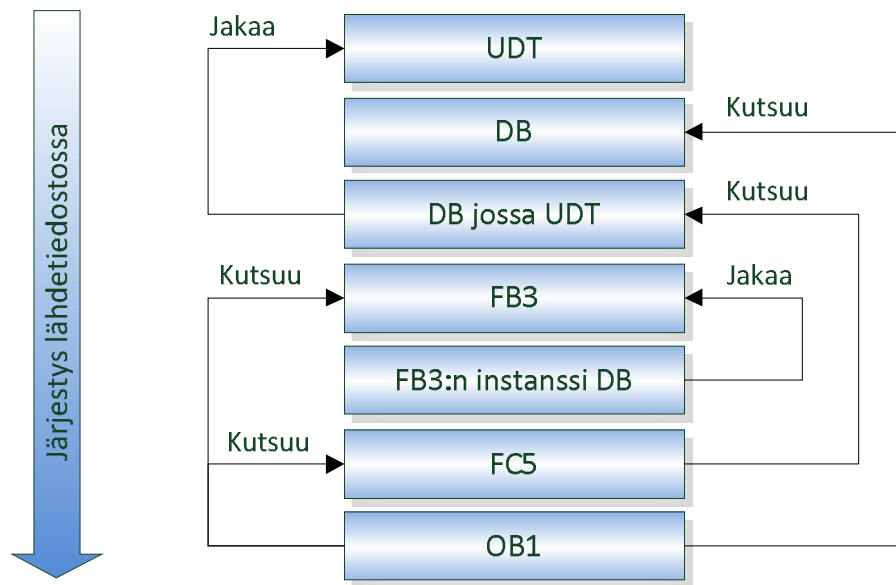 Jakaa
UDT
DB
Kutsuu
DB jossa UDT
Kutsuu
Kutsuu
FB3
Jakaa
FB3:n instanssi DB
Kutsuu
FC5
OB1
Järjestys lähdetiedostossa